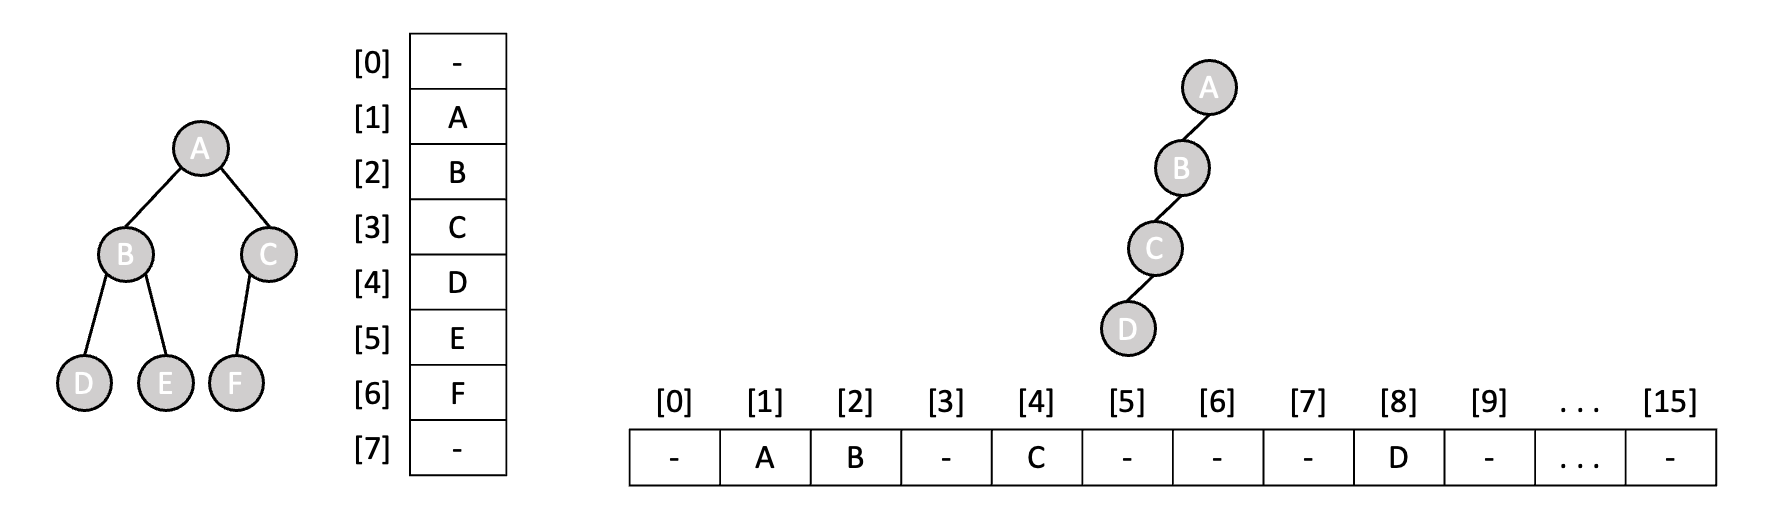 A
B C
D E F
[0] -
[1] A
[2] B
[3] C
[4] D
[5] E
[6] F
[7] -
A
B
C
D
[0] [1] [2] [3] [4] [5] [6] [7] [8] [9] ... [15]
- A B - C - - - D - ... -